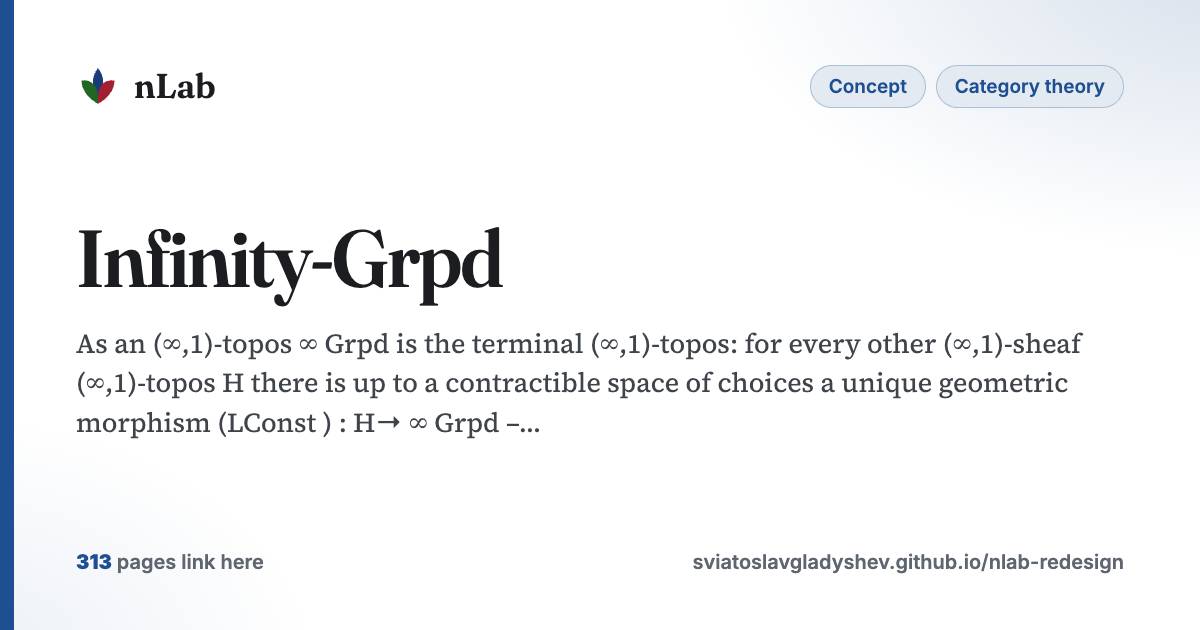 nLab
Concept
Category theory
Infinity-Grpd
As an (∞,1)-topos ∞ Grpd is the terminal (∞,1)-topos: for every other (∞,1)-sheaf
(∞,1)-topos H there is up to a contractible space of choices a unique geometric
morphism (LConst ) : H→ ∞ Grpd –...
313 pages link here
sviatoslavgladyshev.github.io/nlab-redesign